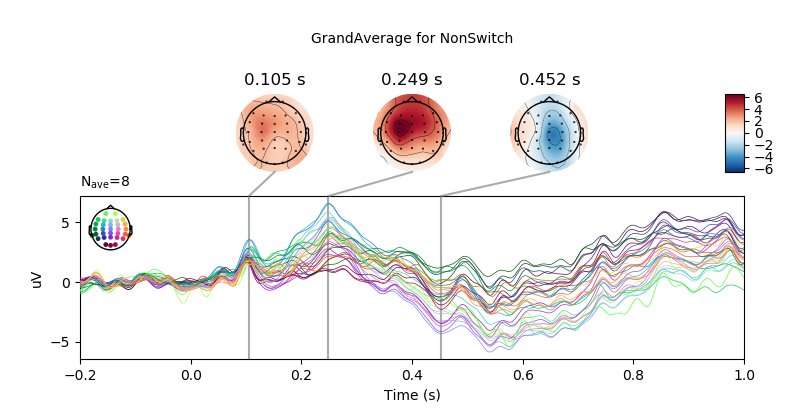 GrandAverage for NonSwitch
0.105 s 0.249 s 0.452 s
6
4
2
0
−2
−4
−6
Nave=8
5
0
−5
uV
−0.2 0.0 0.2 0.4 0.6 0.8 1.0
Time (s)